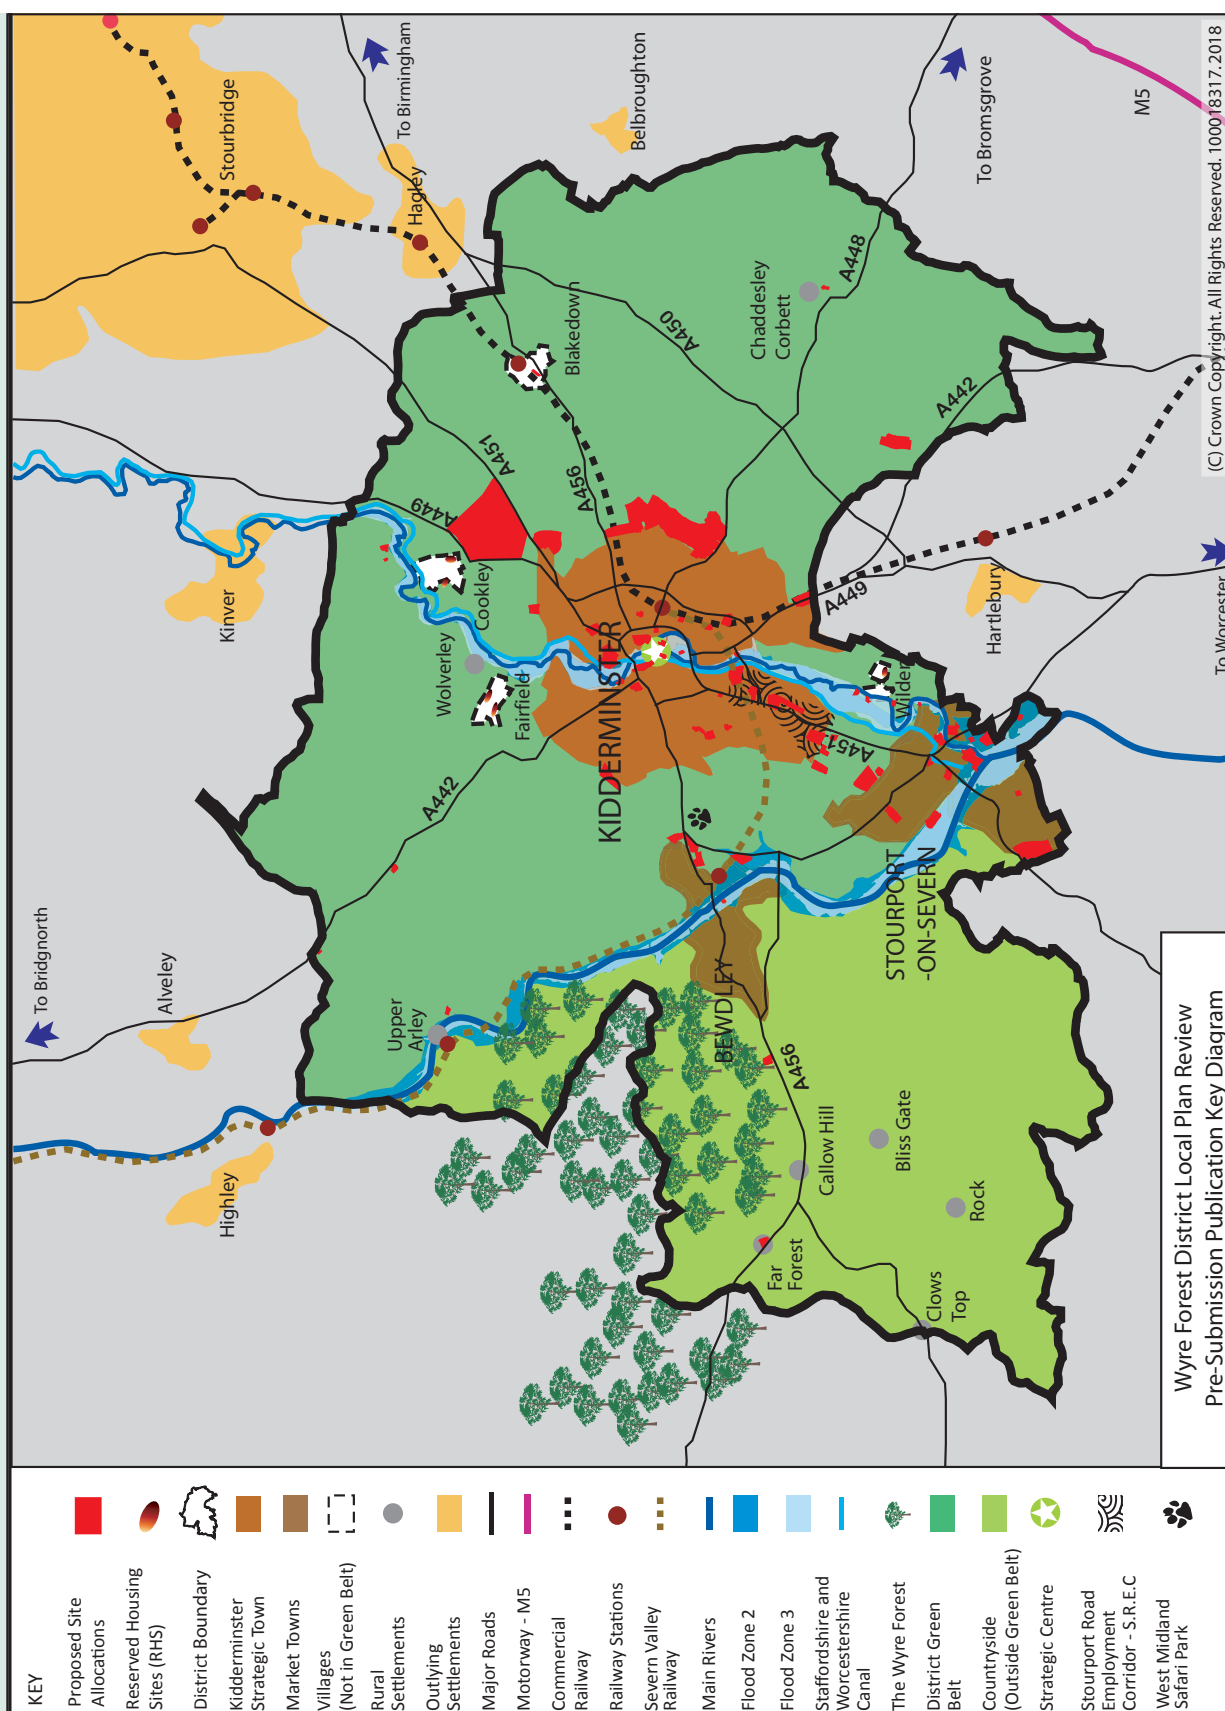 KEY
Proposed Site
Allocations
Reserved Housing
Sites (RHS)
District Boundary
Kidderminster
Strategic Town
Market Towns
Villages
(Not in Green Belt)
Rural
Settlements
Outlying
Settlements
Major Roads
Motorway - M5
Commercial
Railway
Railway Stations
Severn Valley
Railway
Main Rivers
Flood Zone 2
Flood Zone 3
Staffordshire and
Worcestershire
Canal
The Wyre Forest
District Green
Belt
Countryside
(Outside Green Belt)
Strategic Centre
Stourport Road
Employment
Corridor - S.R.E.C
West Midland
Safari Park
To Bridgnorth
Alveley
Highley
Upper
Arley
Kinver
Stourbridge
To Birmingham
Hagley
Belbroughton
To Bromsgrove
M5
Blakedown
Chaddesley
Corbett
A448
A450
A442
A451
A456
A449
Cookley
Wolverley
Fairfield
A442
KIDDERMINSTER
A449
Hartlebury
To Worcester
Wilden
A451
STOURPORT
-ON-SEVERN
BEWDLEY
A456
Callow Hill
Bliss Gate
Rock
Far
Forest
Clows
Top
Wyre Forest District Local Plan Review
Pre-Submission Publication Key Diagram
(C) Crown Copyright. All Rights Reserved. 100018317. 2018